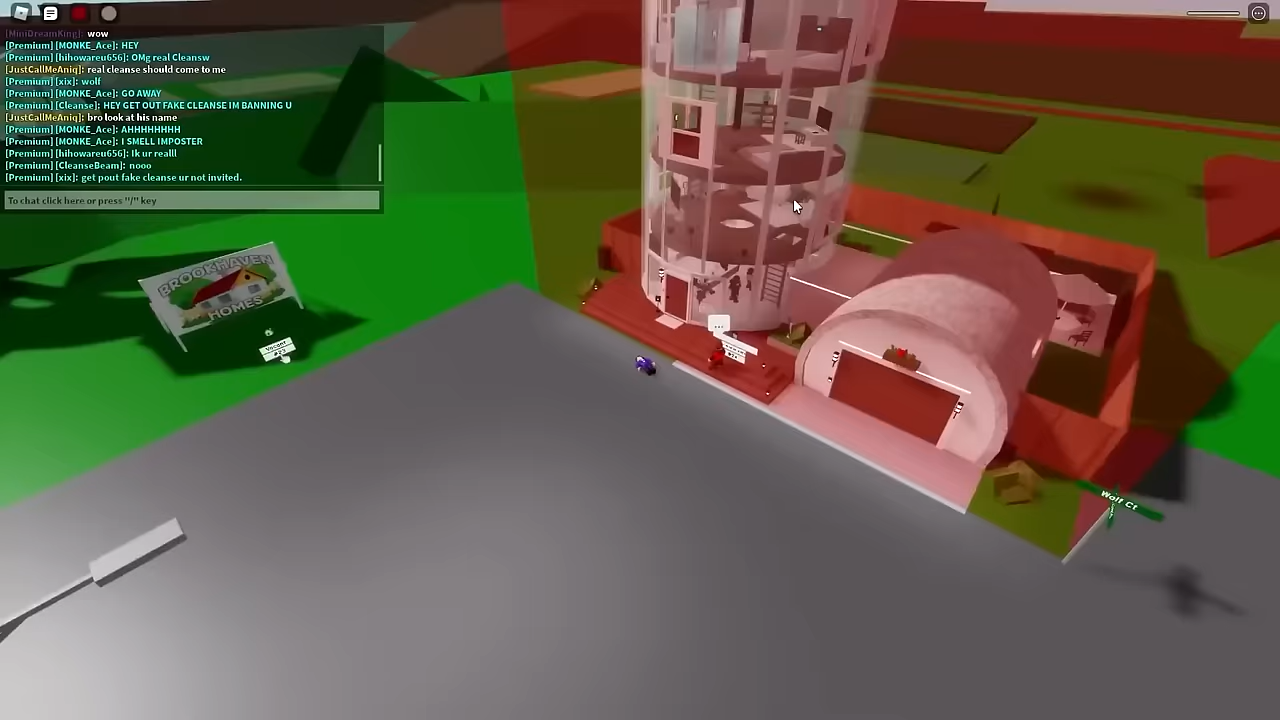 [MiniDreamKing]: wow
[Premium] [MONKE_Ace]: HEY
[Premium] [hihowareu656]: OMg real Cleansw
[JustCallMeAniq]: real cleanse should come to me
[Premium] [xix]: wolf
[Premium] [MONKE_Ace]: GO AWAY
[Premium] [Cleanse]: HEY GET OUT FAKE CLEANSE IM BANNING U
[JustCallMeAniq]: bro look at his name
[Premium] [MONKE_Ace]: AHHHHHHH
[Premium] [MONKE_Ace]: I SMELL IMPOSTER
[Premium] [hihowareu656]: Ik ur realll
[Premium] [CleanseBeam]: nooo
[Premium] [xix]: get pout fake cleanse ur not invited.
To chat click here or press "/" key
BROOKHAVEN
HOMES
Wolf Ct